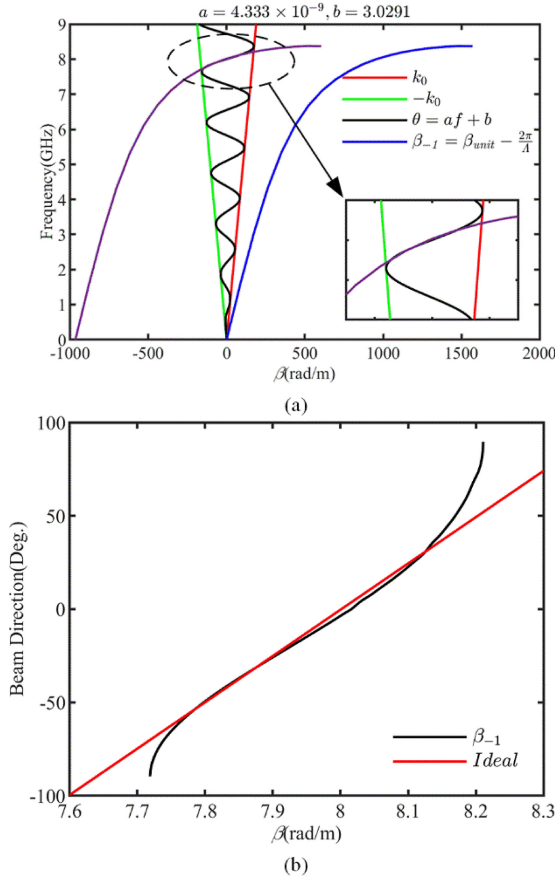 a = 4.333 × 10⁻⁹, b = 3.0291
9
8
7
6
5
4
3
2
1
0
Frequency(GHz)
k₀
−k₀
θ = af + b
β₋₁ = βunit − 2π/Λ
-1000
-500
0
500
1000
1500
2000
β(rad/m)
(a)
100
50
0
-50
-100
Beam Direction(Deg.)
β₋₁
Ideal
7.6
7.7
7.8
7.9
8
8.1
8.2
8.3
β(rad/m)
(b)